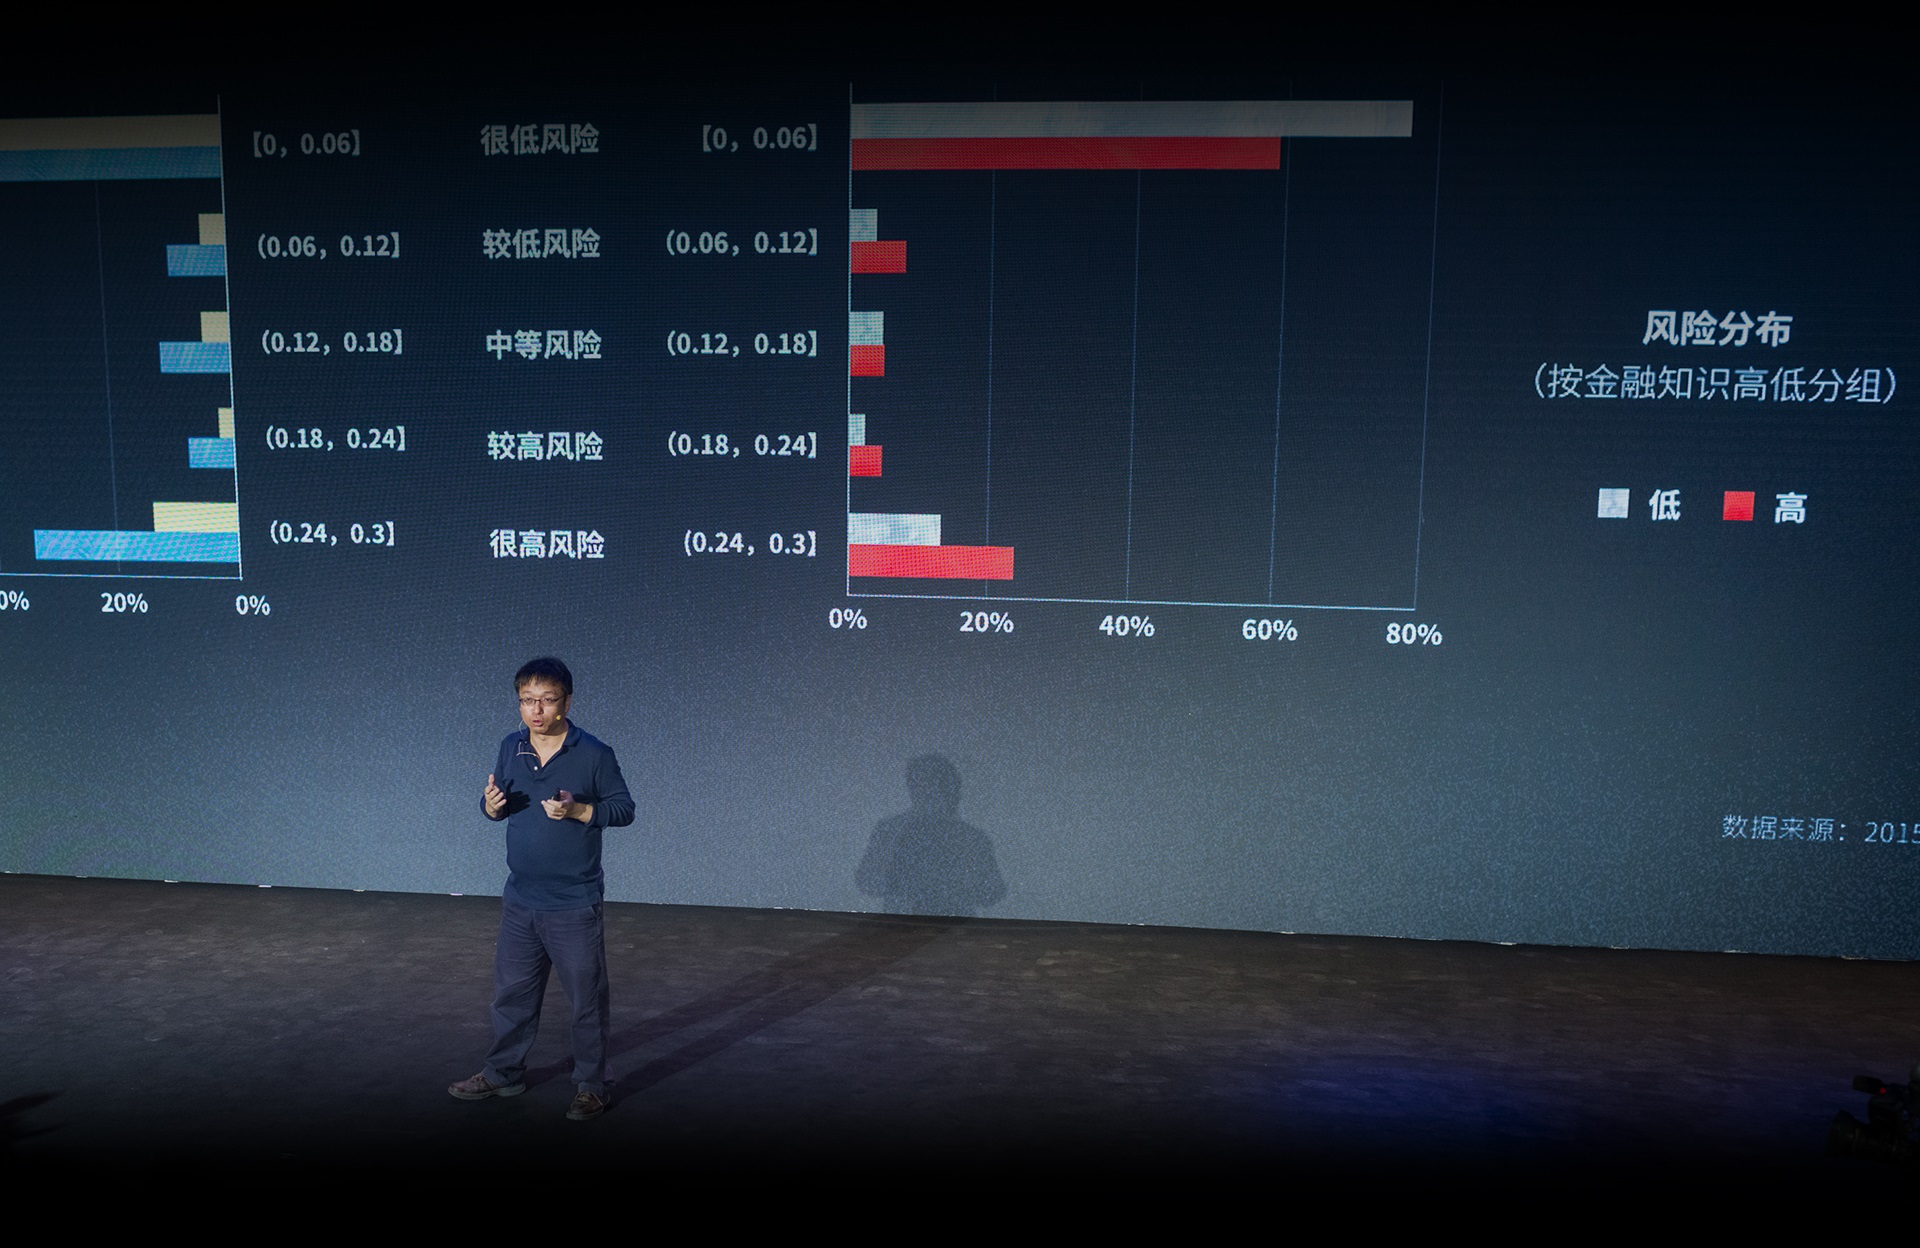 【0，0.06】 很低风险 【0，0.06】
（0.06，0.12】 较低风险 （0.06，0.12】
（0.12，0.18】 中等风险 （0.12，0.18】
（0.18，0.24】 较高风险 （0.18，0.24】
（0.24，0.3】 很高风险 （0.24，0.3】
0% 20% 0%
0% 20% 40% 60% 80%
风险分布
（按金融知识高低分组）
低 高
数据来源：2015